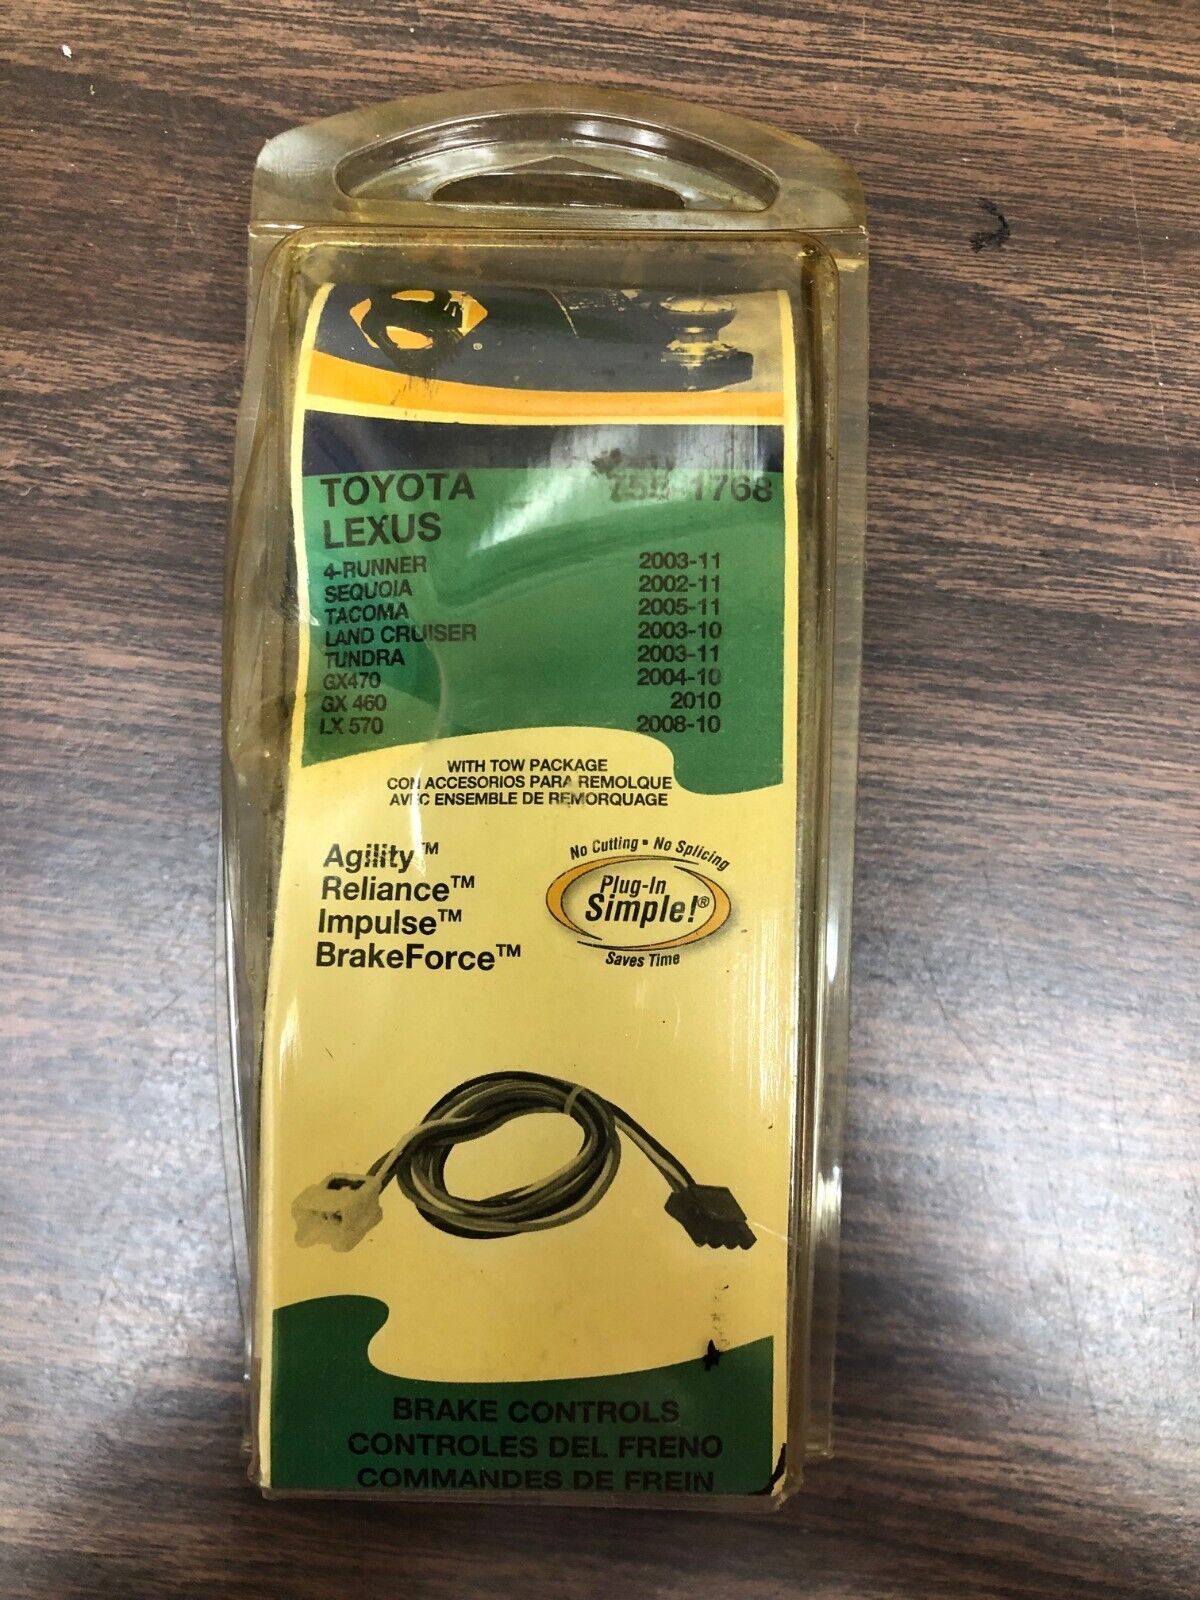 ®
TOYOTA 755-1768
LEXUS
4-RUNNER 2003-11
SEQUOIA 2002-11
TACOMA 2005-11
LAND CRUISER 2003-10
TUNDRA 2003-11
GX470 2004-10
GX 460 2010
LX 570 2008-10
WITH TOW PACKAGE
CON ACCESORIOS PARA REMOLQUE
AVEC ENSEMBLE DE REMORQUAGE
Agility™
Reliance™
Impulse™
BrakeForce™
No Cutting • No Splicing
Plug-In
Simple!®
Saves Time
BRAKE CONTROLS
CONTROLES DEL FRENO
COMMANDES DE FREIN